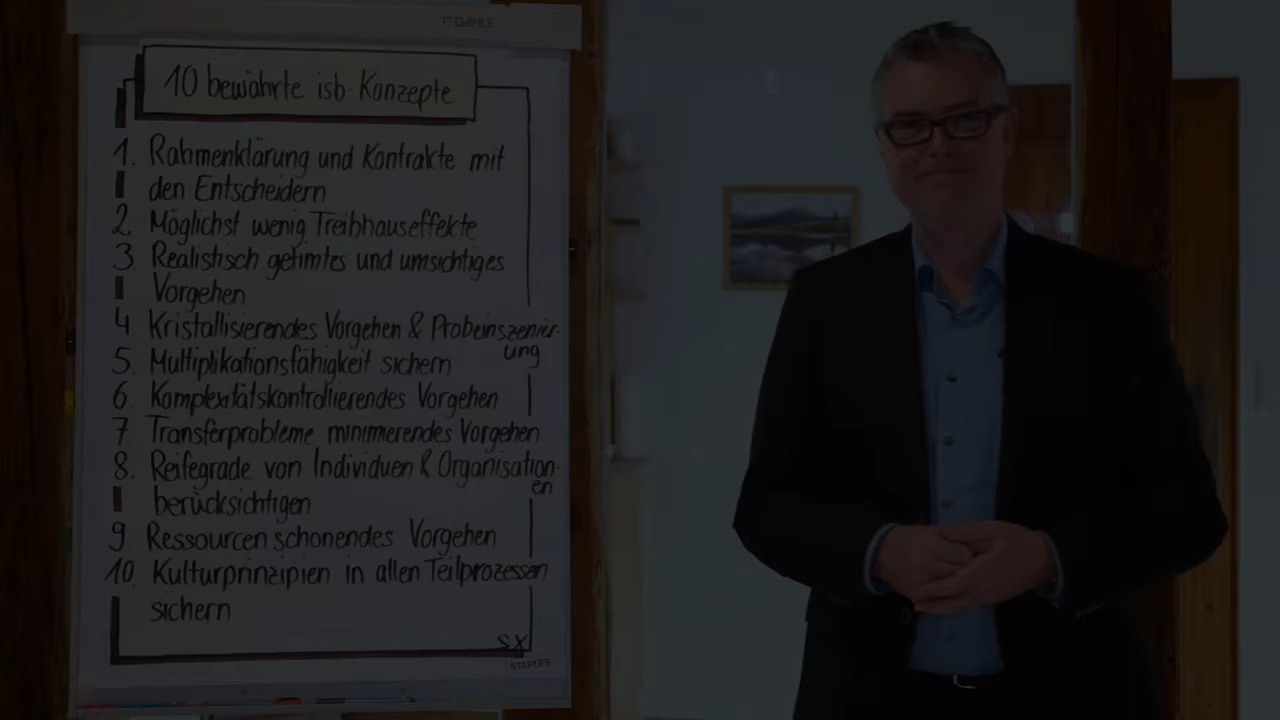 DAHLE
10 bewährte isb-Konzepte
1. Rahmenklärung und Kontrakte mit
den Entscheidern
2. Möglichst wenig Treibhauseffekte
3. Realistisch getimtes und umsichtiges
Vorgehen
4 Kristallisierendes Vorgehen & Probeinszenier-
ung
5. Multiplikationsfähigkeit sichern
6. Komplexitätskontrollierendes Vorgehen
7 Transferprobleme minimierendes Vorgehen
8. Reifegrade von Individuen & Organisation-
en
berücksichtigen
9. Ressourcen schonendes Vorgehen
10. Kulturprinzipien in allen Teilprozessen
sichern
SX
STAPLES